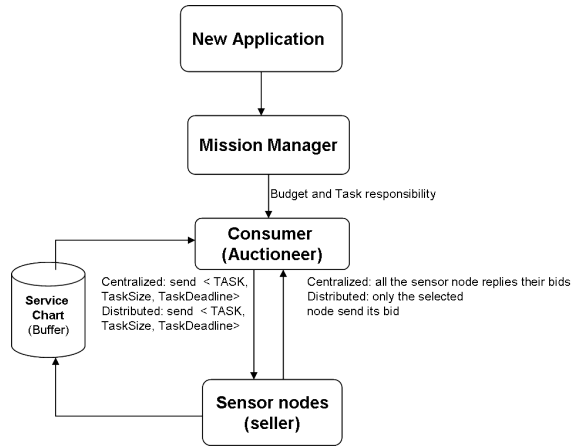 New Application
Mission Manager
Budget and Task responsibility
Consumer
(Auctioneer)
Service
Chart
(Buffer)
Centralized: send  < TASK,
TaskSize, TaskDeadline>
Distributed: send  < TASK,
TaskSize, TaskDeadline>
Centralized: all the sensor node replies their bids
Distributed: only the selected
node send its bid
Sensor nodes
(seller)